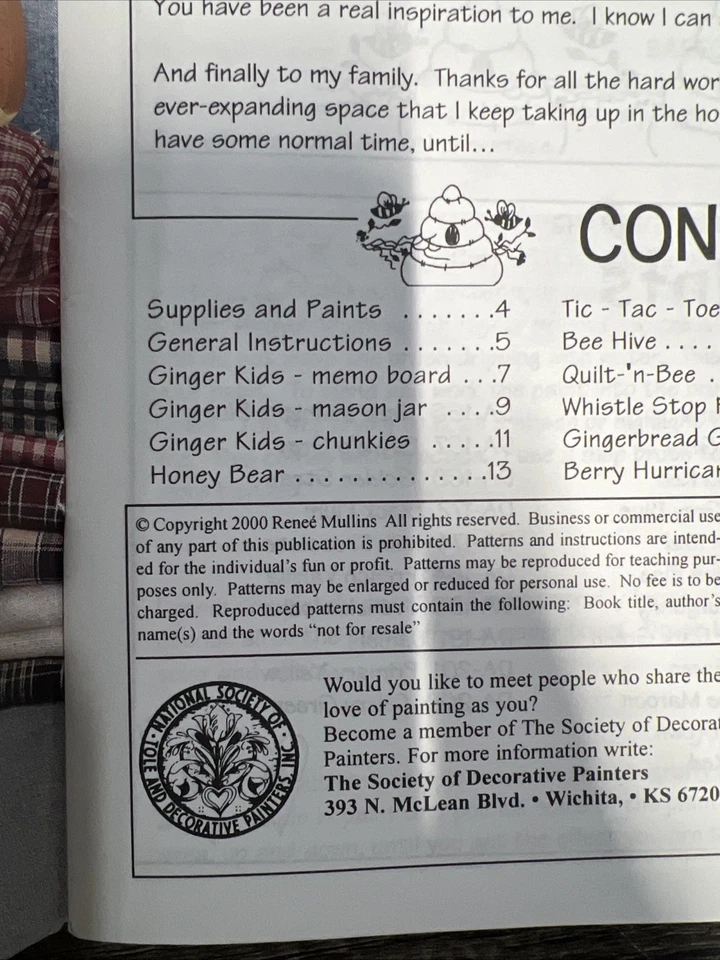 You have been a real inspiration to me. I know I can
And finally to my family. Thanks for all the hard wor
ever-expanding space that I keep taking up in the ho
have some normal time, until...
CON
Supplies and Paints .......4
General Instructions .......5
Ginger Kids - memo board ...7
Ginger Kids - mason jar ....9
Ginger Kids - chunkies .....11
Honey Bear ..............13
Tic - Tac - Toe
Bee Hive ....
Quilt-'n-Bee .
Whistle Stop
Gingerbread G
Berry Hurrican
© Copyright 2000 Reneé Mullins All rights reserved. Business or commercial use
of any part of this publication is prohibited. Patterns and instructions are intend-
ed for the individual's fun or profit. Patterns may be reproduced for teaching pur-
poses only. Patterns may be enlarged or reduced for personal use. No fee is to be
charged. Reproduced patterns must contain the following: Book title, author's
name(s) and the words "not for resale"
NATIONAL SOCIETY OF
TOLE AND DECORATIVE PAINTERS, INC.
Would you like to meet people who share the
love of painting as you?
Become a member of The Society of Decorat
Painters. For more information write:
The Society of Decorative Painters
393 N. McLean Blvd. • Wichita, • KS 6720